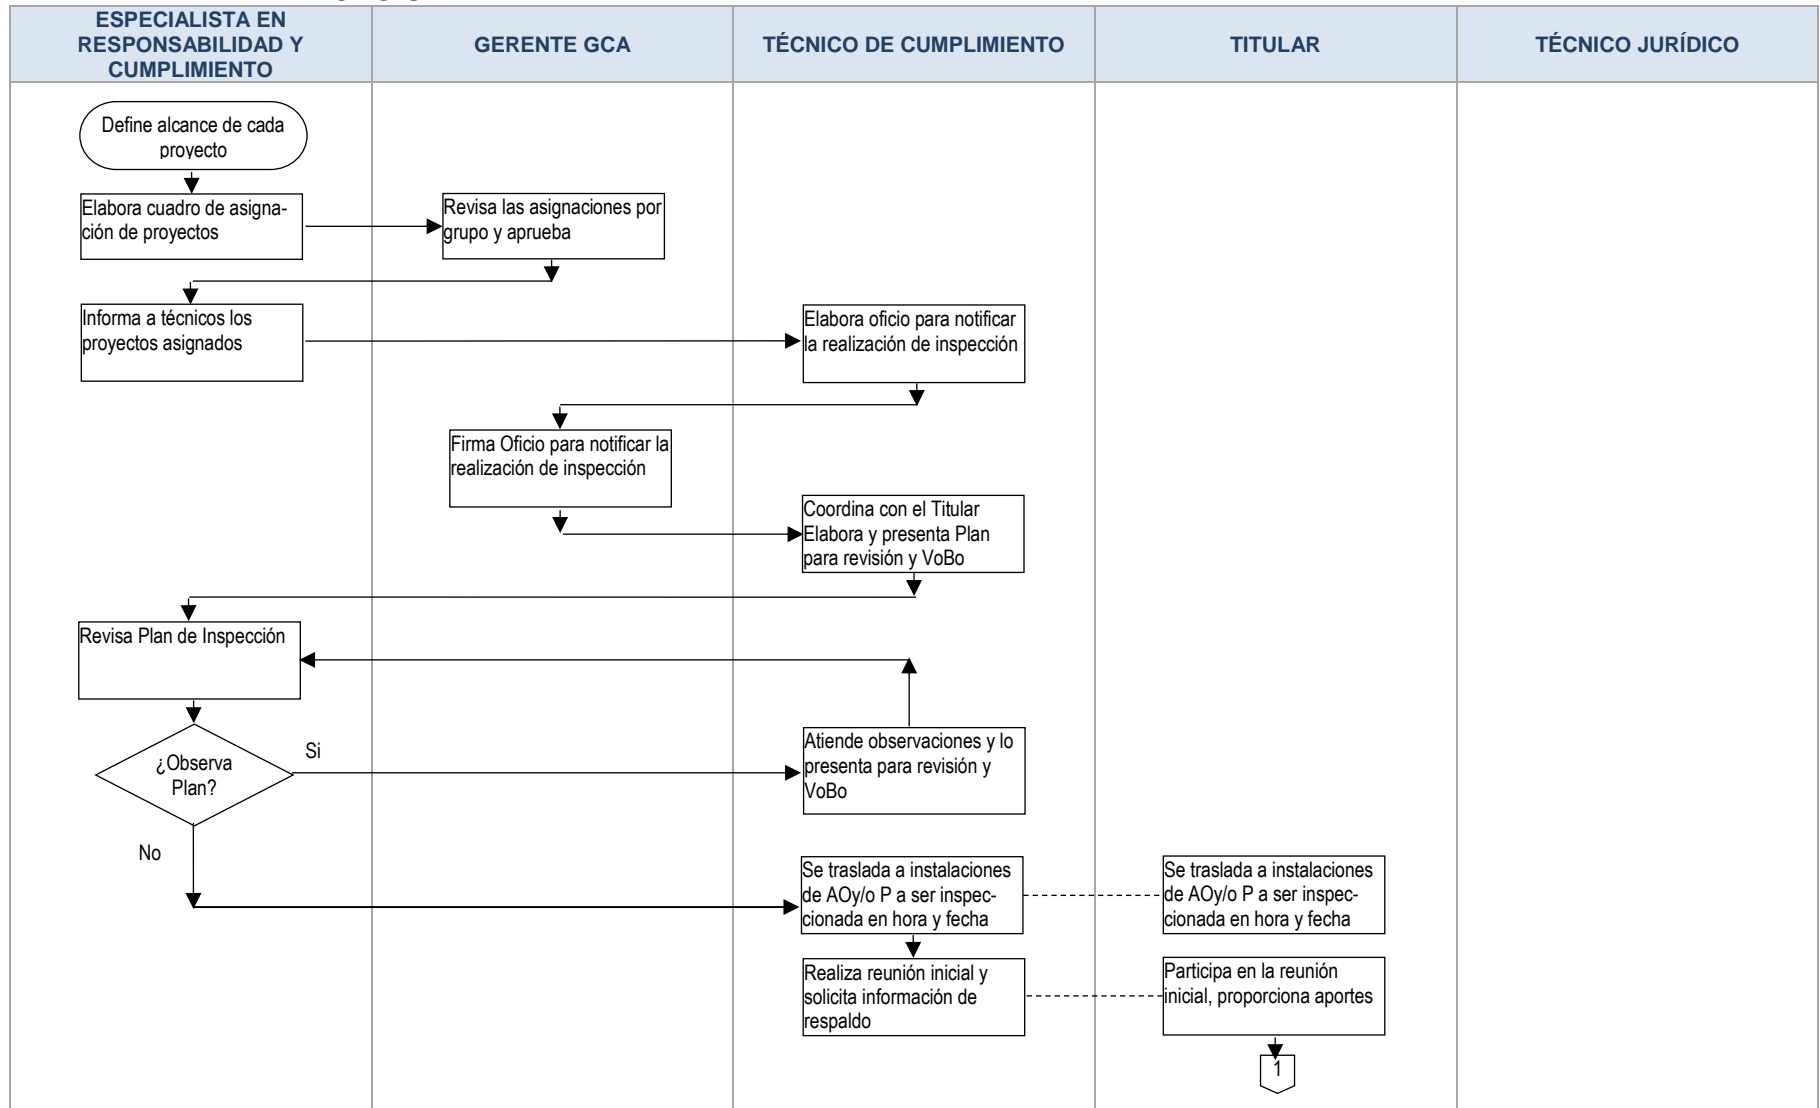 ESPECIALISTA EN
RESPONSABILIDAD Y
CUMPLIMIENTO
GERENTE GCA
TÉCNICO DE CUMPLIMIENTO
TITULAR
TÉCNICO JURÍDICO
Define alcance de cada
proyecto
Elabora cuadro de asigna-
ción de proyectos
Revisa las asignaciones por
grupo y aprueba
Informa a técnicos los
proyectos asignados
Elabora oficio para notificar
la realización de inspección
Firma Oficio para notificar la
realización de inspección
Coordina con el Titular
Elabora y presenta Plan
para revisión y VoBo
Revisa Plan de Inspección
¿Observa
Plan?
Si
Atiende observaciones y lo
presenta para revisión y
VoBo
No
Se traslada a instalaciones
de AOy/o P a ser inspec-
cionada en hora y fecha
Se traslada a instalaciones
de AOy/o P a ser inspec-
cionada en hora y fecha
Realiza reunión inicial y
solicita información de
respaldo
Participa en la reunión
inicial, proporciona aportes
1